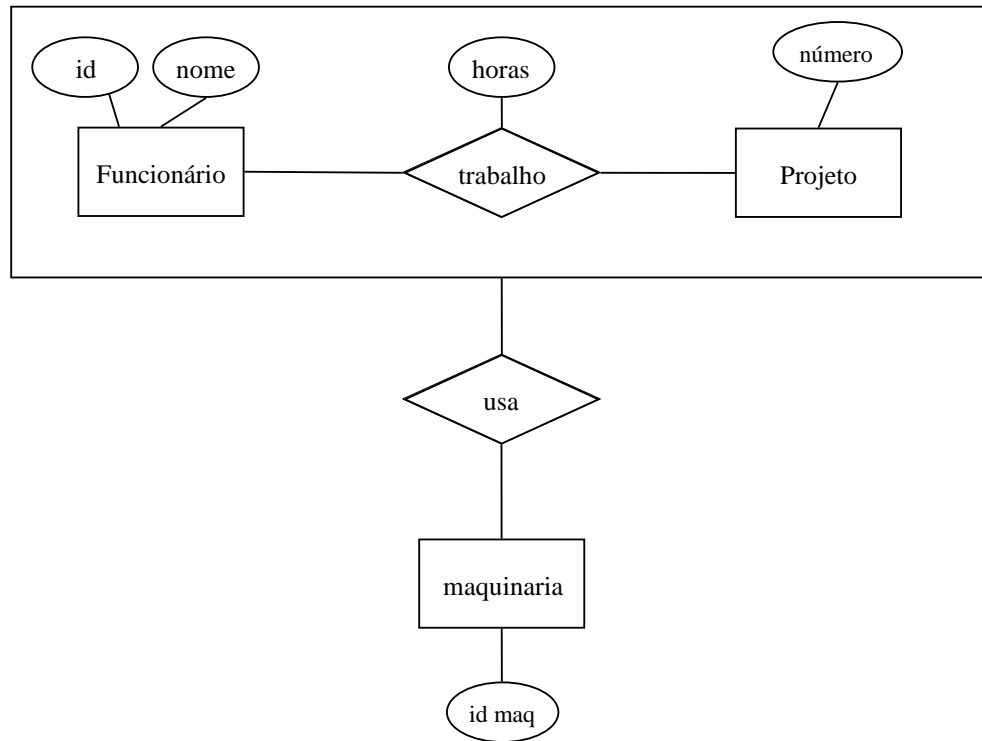 id
nome
horas
número
Funcionário
trabalho
Projeto
usa
maquinaria
id maq